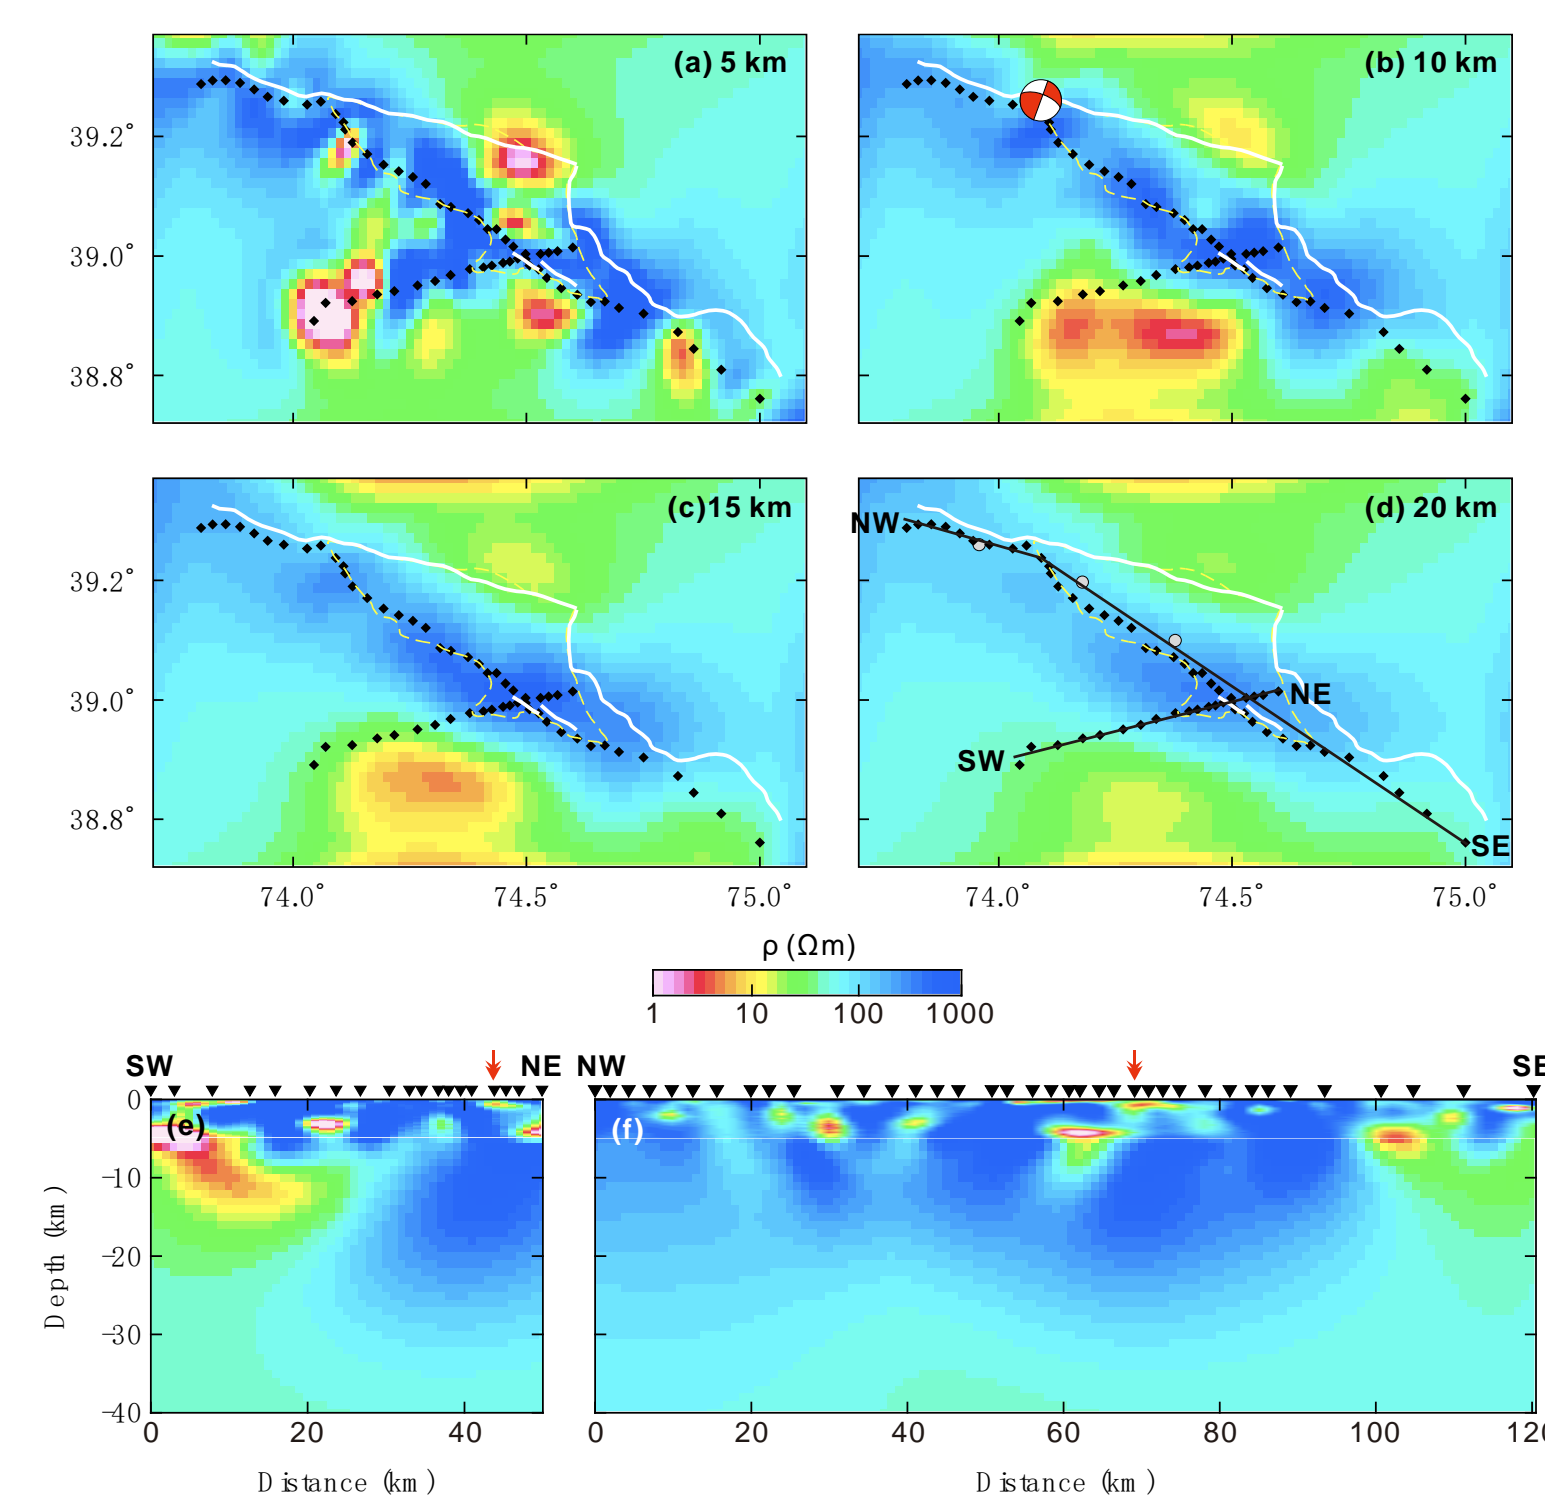 (a) 5 km
(b) 10 km
39.2°
39.0°
38.8°
(c)15 km
(d) 20 km
NW
39.2°
39.0°
NE
SW
38.8°
SE
74.0° 74.5° 75.0° 74.0° 74.5° 75.0°
ρ (Ωm)
1 10 100 1000
SW NE NW SE
0
(e) (f)
−10
−20
−30
−40
Depth (km)
0 20 40 0 20 40 60 80 100 120
Distance (km) Distance (km)